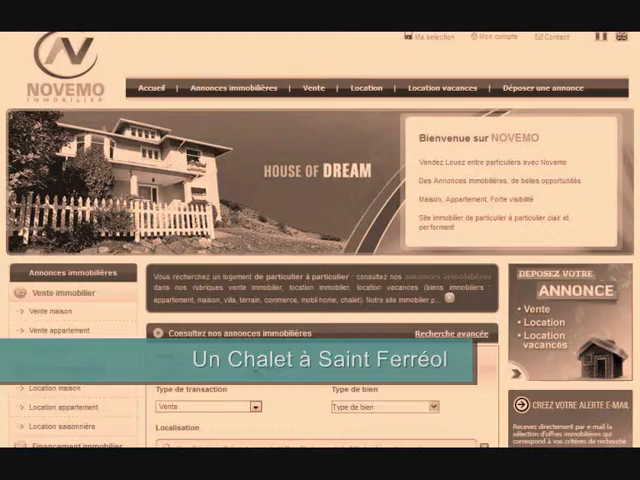 Ma selection
Mon compte
Contact
NOVEMO
IMMOBILIER
Accueil | Annonces immobilières | Vente | Location | Location vacances | Déposer une annonce
HOUSE OF DREAM
Bienvenue sur NOVEMO
Vendez Louez entre particuliers avec Novemo
Des Annonces immobilières, de belles opportunités
Maison, Appartement, Forte visibilité
Site immobilier de particulier à particulier clair et
performant
Annonces immobilières
Vente immobilier
Vente maison
Vente appartement
Location maison
Location appartement
Location saisonnière
Financement immobilier
Vous recherchez un logement de particulier à particulier : consultez nos annonces immobilières
dans nos rubriques vente immobilier, location immobilier, location vacances (biens immobiliers :
appartement, maison, villa, terrain, commerce, mobil home, chalet). Notre site immobilier p...
Consultez nos annonces immobilières
Recherche avancée
Un Chalet à Saint Ferréol
Type de transaction
Type de bien
Vente
Type de bien
Localisation
DEPOSEZ VOTRE
ANNONCE
• Vente
• Location
• Location
vacances
CREEZ VOTRE ALERTE E-MAIL
Recevez directement par e-mail la
sélection d'offres immobilières qui
correspond à vos critères de recherche